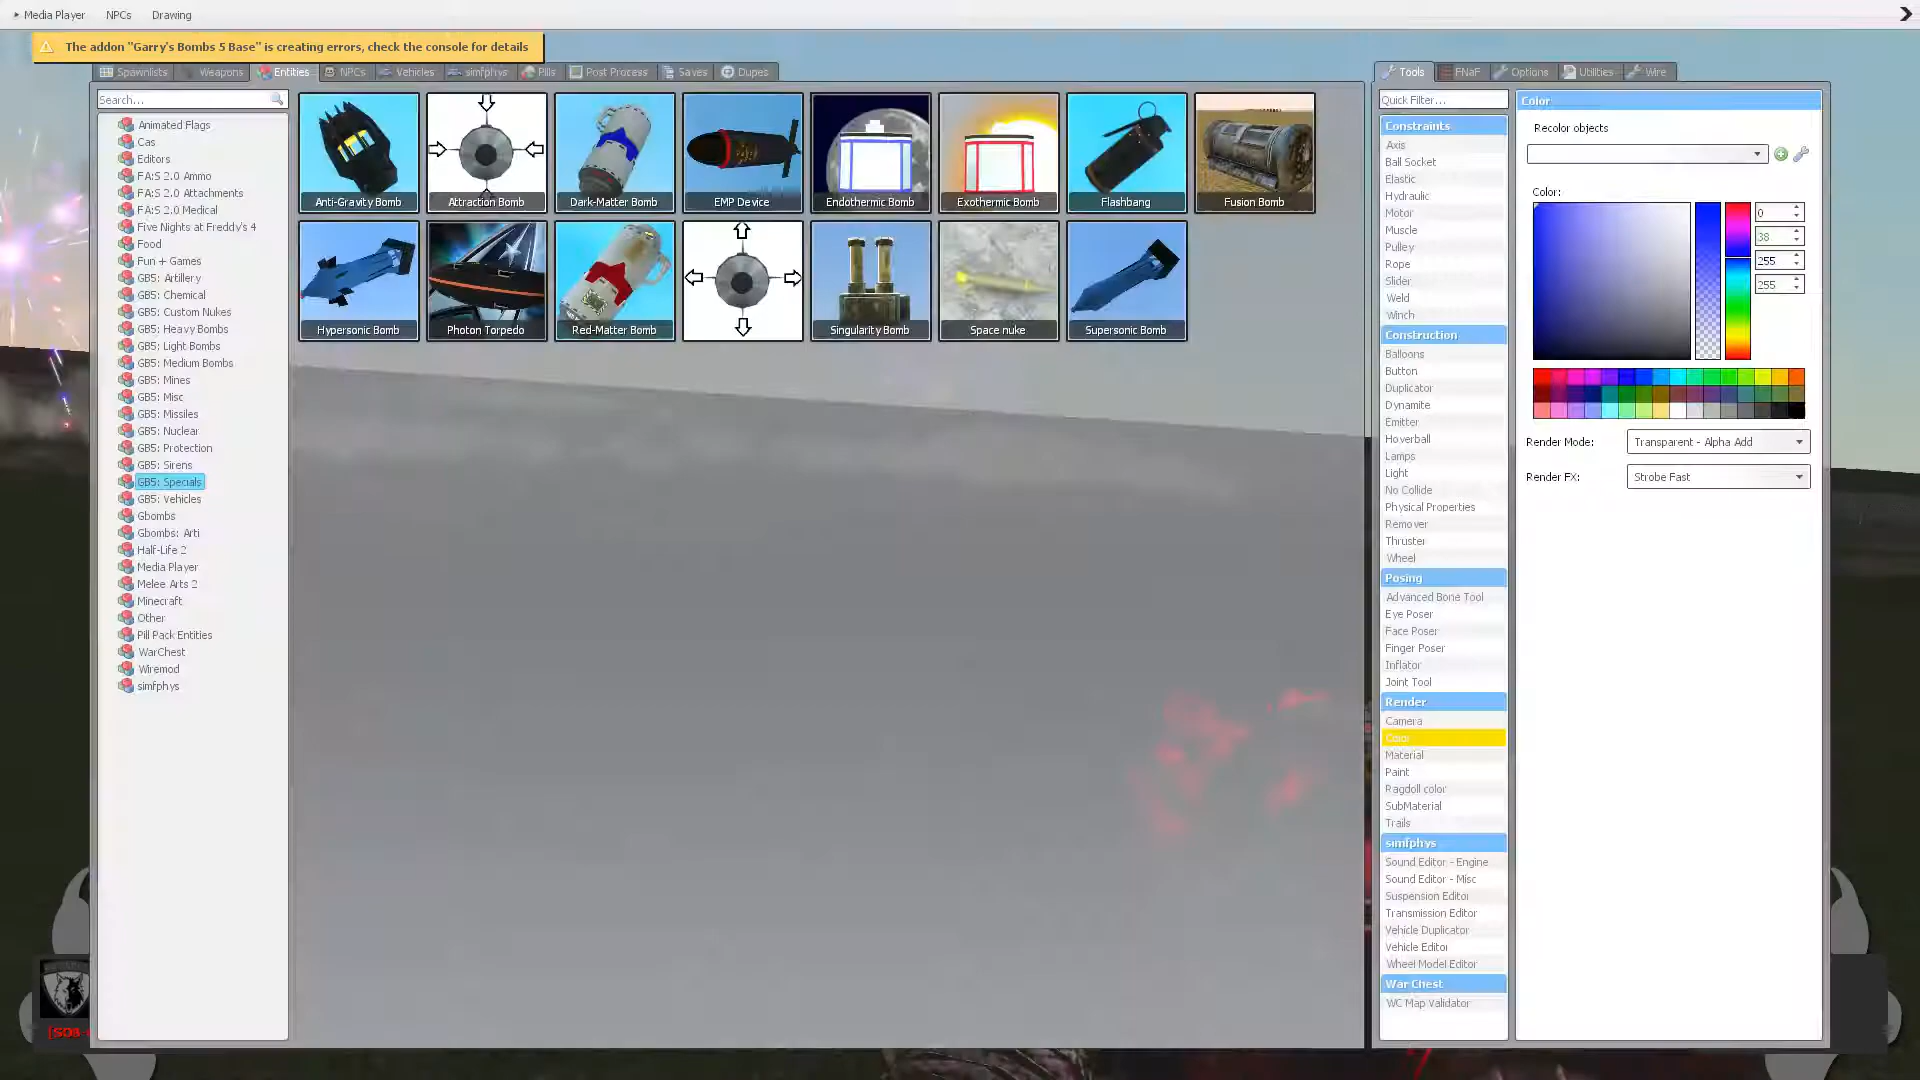 Media Player NPCs Drawing
The addon "Garry's Bombs 5 Base" is creating errors, check the console for details
Spawnlists Weapons Entities NPCs Vehicles simfphys Pills Post Process Saves Dupes
Search...
Animated Flags
Cas
Editors
FA:S 2.0 Ammo
FA:S 2.0 Attachments
FA:S 2.0 Medical
Five Nights at Freddy's 4
Food
Fun + Games
GB5: Artillery
GB5: Chemical
GB5: Custom Nukes
GB5: Heavy Bombs
GB5: Light Bombs
GB5: Medium Bombs
GB5: Mines
GB5: Misc
GB5: Missiles
GB5: Nuclear
GB5: Protection
GB5: Sirens
GB5: Specials
GB5: Vehicles
Gbombs
Gbombs: Arti
Half-Life 2
Media Player
Melee Arts 2
Minecraft
Other
Pill Pack Entities
WarChest
Wiremod
simfphys
Anti-Gravity Bomb
Attraction Bomb
Dark-Matter Bomb
EMP Device
Endothermic Bomb
Exothermic Bomb
Flashbang
Fusion Bomb
Hypersonic Bomb
Photon Torpedo
Red-Matter Bomb
Singularity Bomb
Space nuke
Supersonic Bomb
Tools FNaF Options Utilities Wire
Quick Filter...
Constraints
Axis
Ball Socket
Elastic
Hydraulic
Motor
Muscle
Pulley
Rope
Slider
Weld
Winch
Construction
Balloons
Button
Duplicator
Dynamite
Emitter
Hoverball
Lamps
Light
No Collide
Physical Properties
Remover
Thruster
Wheel
Posing
Advanced Bone Tool
Eye Poser
Face Poser
Finger Poser
Inflator
Joint Tool
Render
Camera
Color
Material
Paint
Ragdoll color
SubMaterial
Trails
simfphys
Sound Editor - Engine
Sound Editor - Misc
Suspension Editor
Transmission Editor
Vehicle Duplicator
Vehicle Editor
Wheel Model Editor
War Chest
WC Map Validator
Color
Recolor objects
Color:
0
38
255
255
Render Mode: Transparent - Alpha Add
Render FX: Strobe Fast